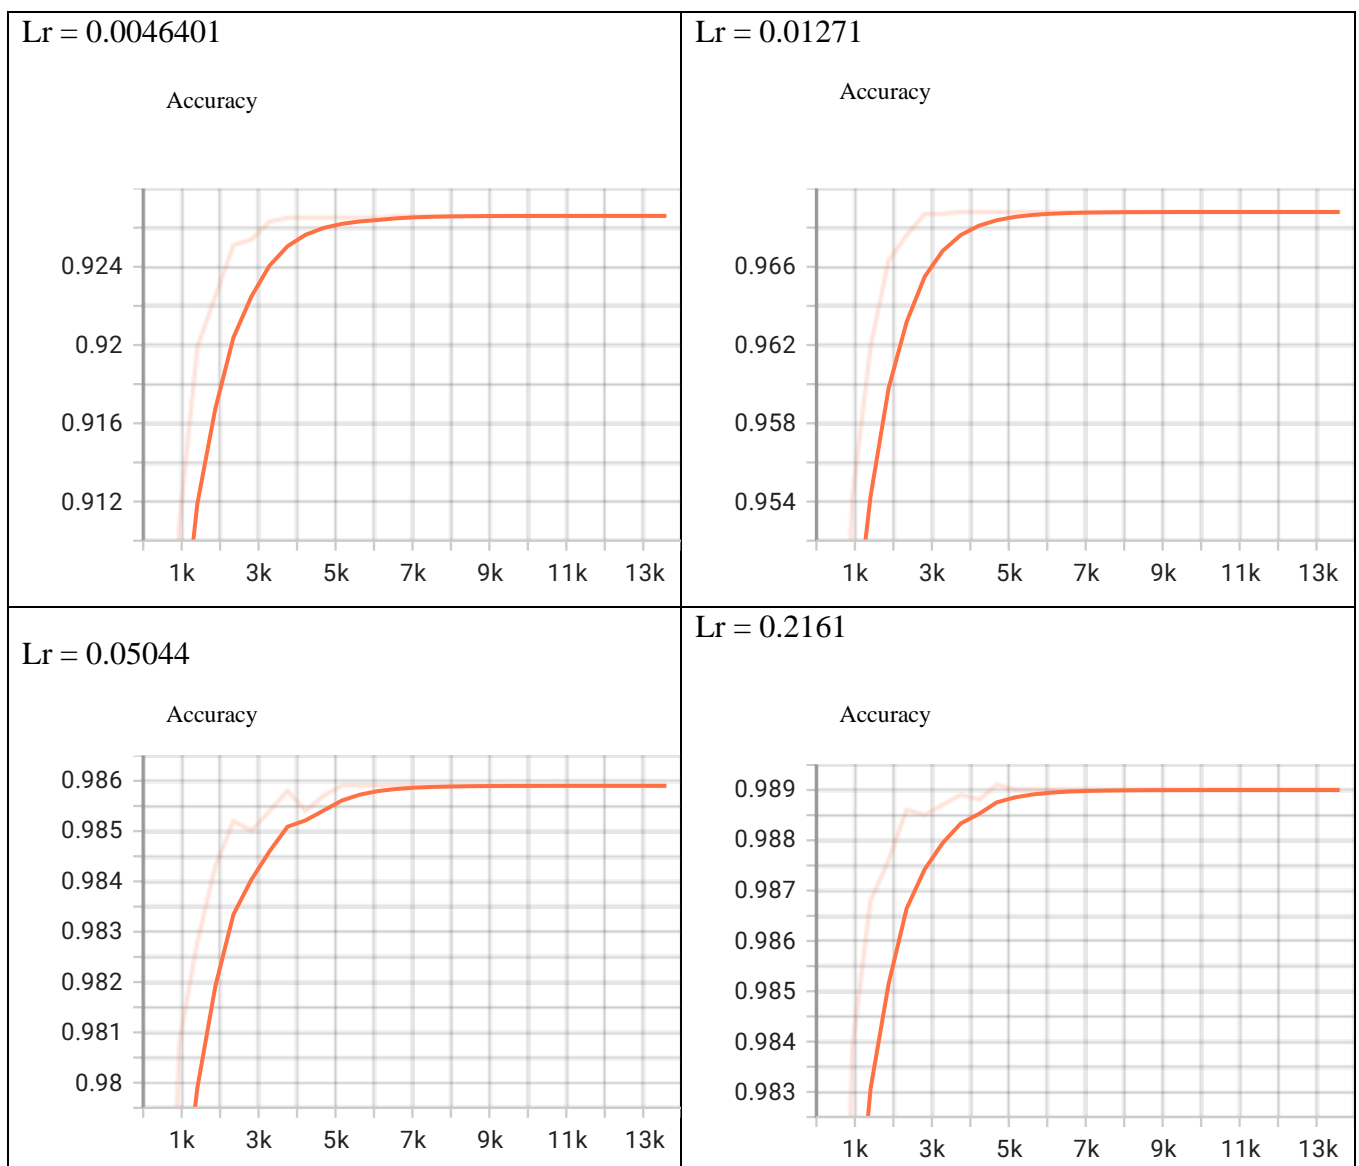 Lr = 0.0046401
Accuracy
0.924
0.92
0.916
0.912
1k 3k 5k 7k 9k 11k 13k
Lr = 0.01271
Accuracy
0.966
0.962
0.958
0.954
1k 3k 5k 7k 9k 11k 13k
Lr = 0.05044
Accuracy
0.986
0.985
0.984
0.983
0.982
0.981
0.98
1k 3k 5k 7k 9k 11k 13k
Lr = 0.2161
Accuracy
0.989
0.988
0.987
0.986
0.985
0.984
0.983
1k 3k 5k 7k 9k 11k 13k